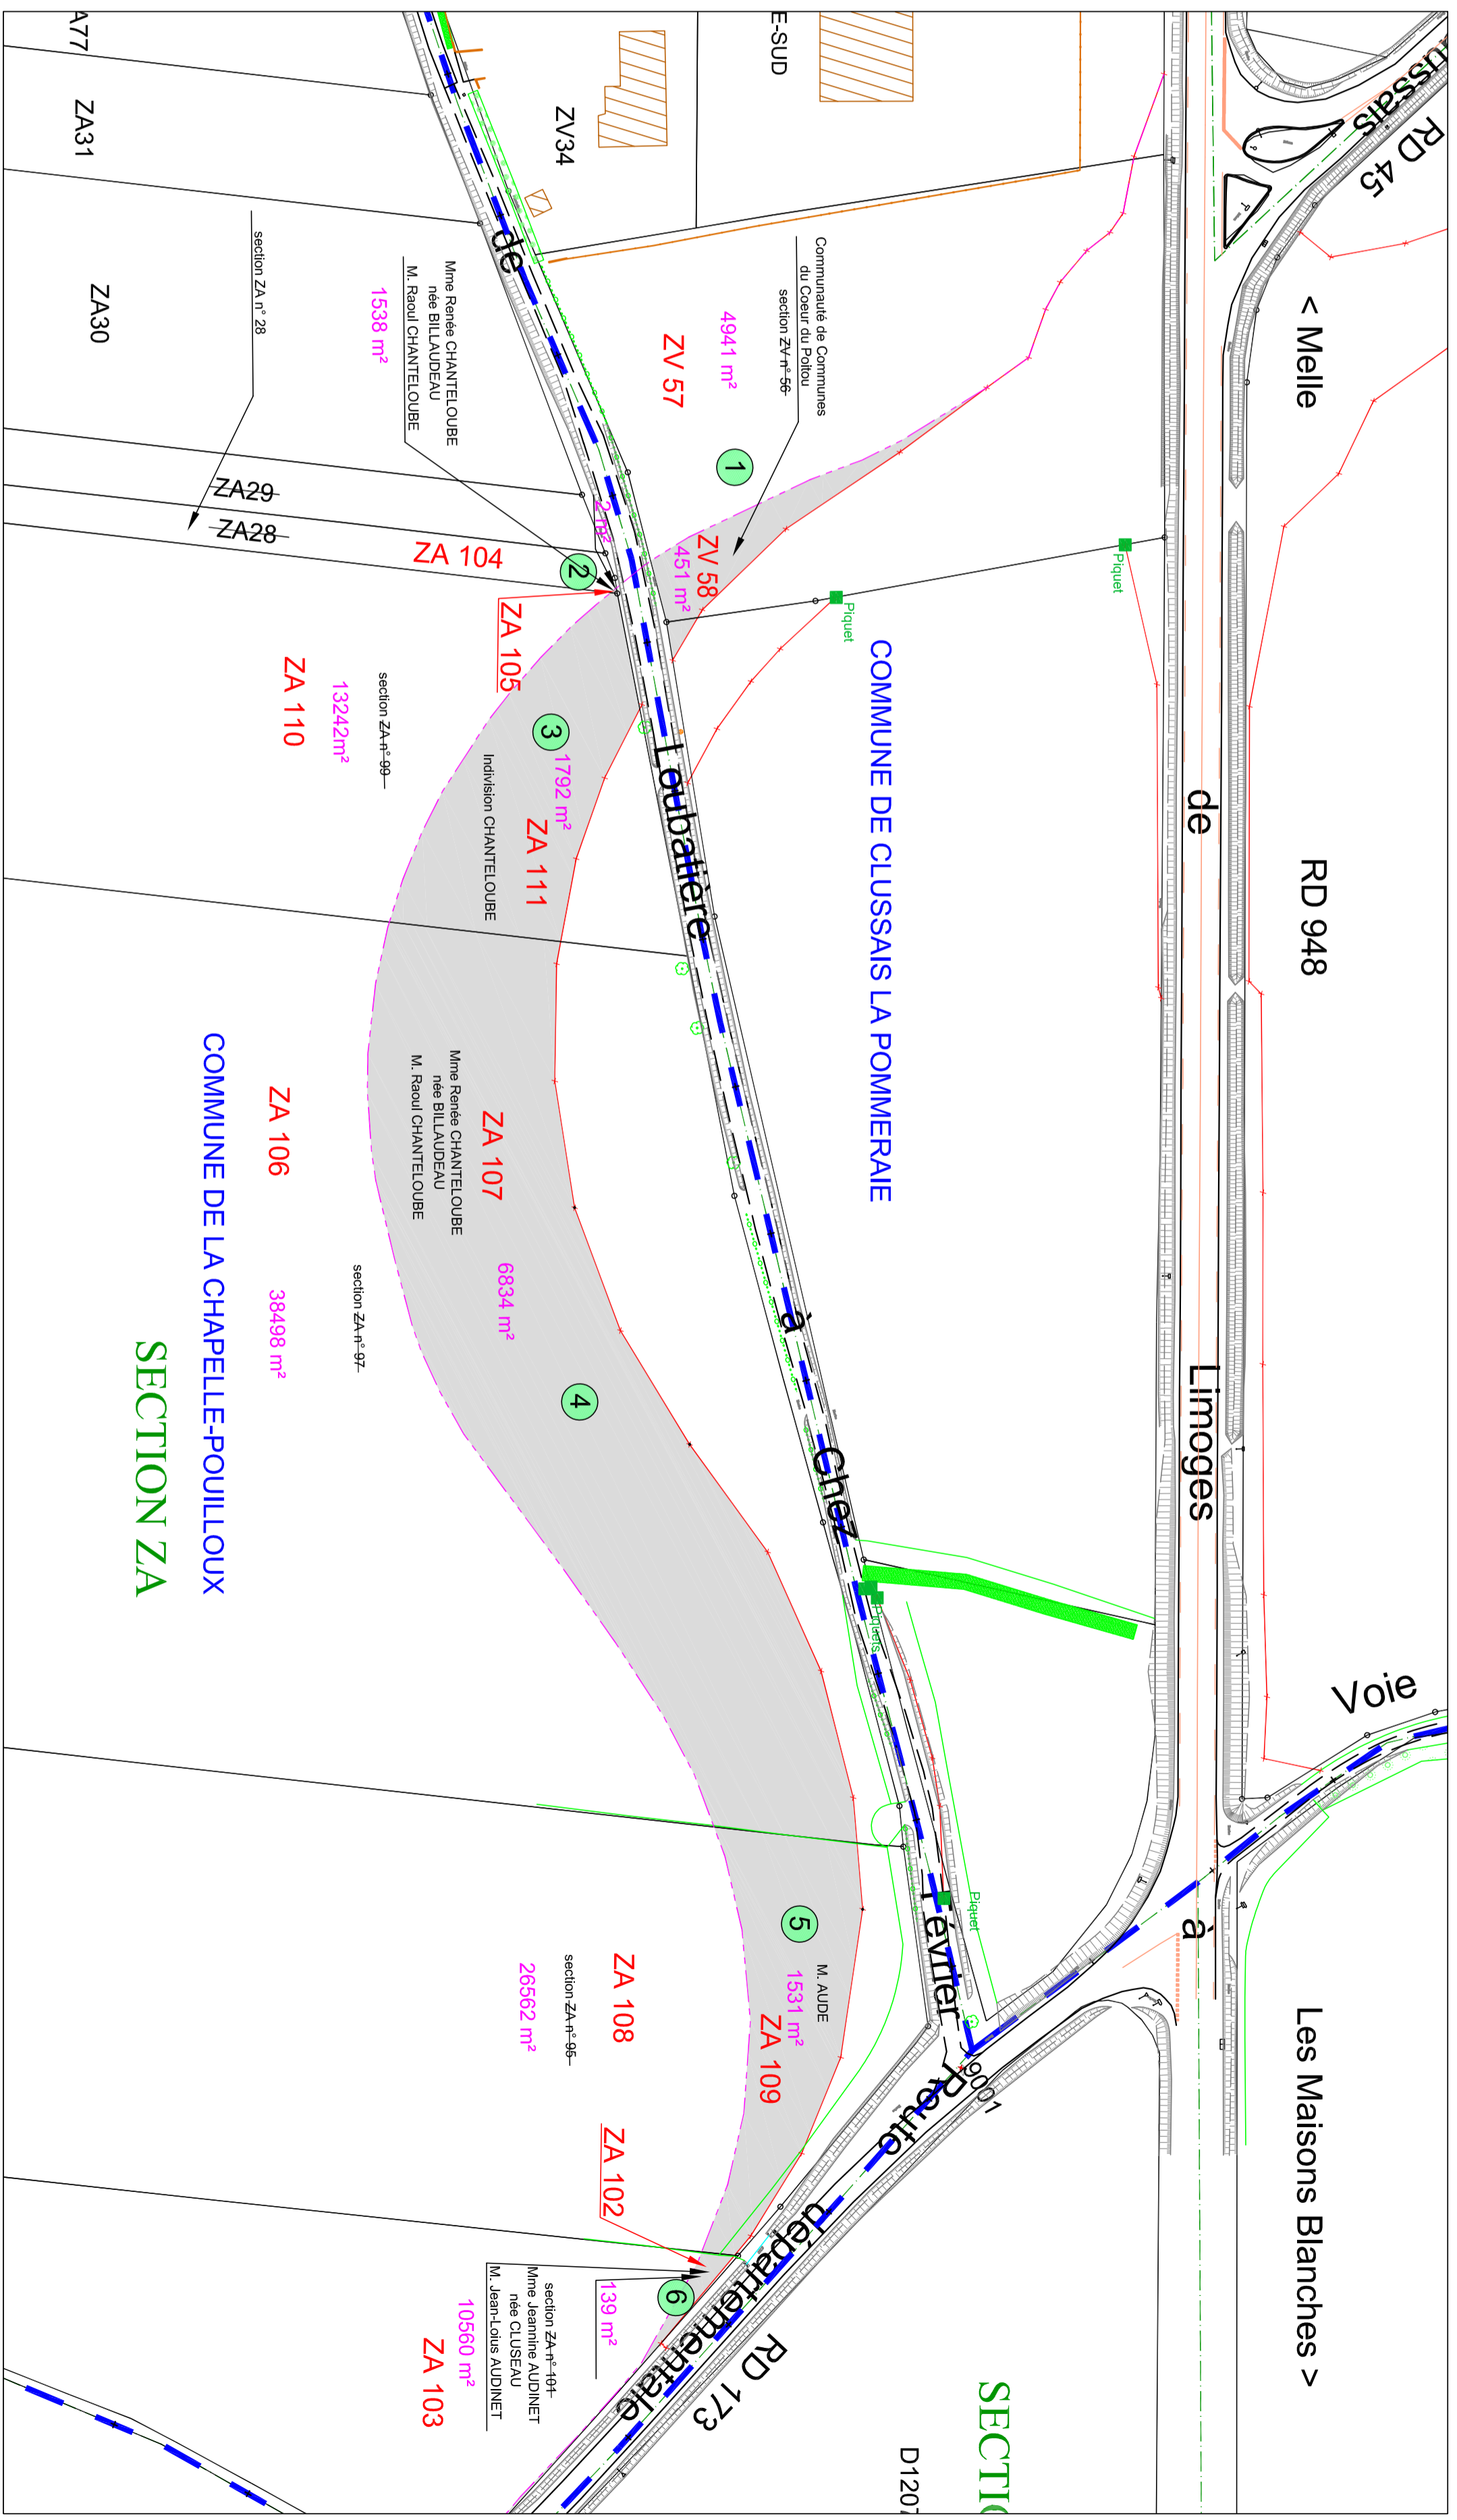 < Melle
RD 948
Les Maisons Blanches >
RD 45
ussais
Voie
de
Limoges
à
E-SUD
ZV34
Communauté de Communes
du Coeur du Poitou
section ZV n° 56
4941 m²
ZV 57
1
ZV 58
451 m²
Piquet
Piquet
COMMUNE DE CLUSSAIS LA POMMERAIE
Piquets
Piquet
de
Loubatière
à
Chez
Février
9001
Route
départementale
RD 173
D1207
SECTIO
A77
ZA31
ZA30
section ZA n° 28
Mme Renée CHANTELOUBE
née BILLAUDEAU
M. Raoul CHANTELOUBE
1538 m²
ZA29
ZA28
2 m²
2
ZA 104
ZA 105
3
1792 m²
ZA 111
Indivision CHANTELOUBE
section ZA n° 99
13242m²
ZA 110
ZA 107
6834 m²
Mme Renée CHANTELOUBE
née BILLAUDEAU
M. Raoul CHANTELOUBE
4
section ZA n° 97
ZA 106
38498 m²
COMMUNE DE LA CHAPELLE-POUILLOUX
SECTION ZA
5
M. AUDE
1531 m²
ZA 109
ZA 108
section ZA n° 95
26562 m²
ZA 102
6
139 m²
section ZA n° 101
Mme Jeannine AUDINET
née CLUSEAU
M. Jean-Loius AUDINET
10560 m²
ZA 103